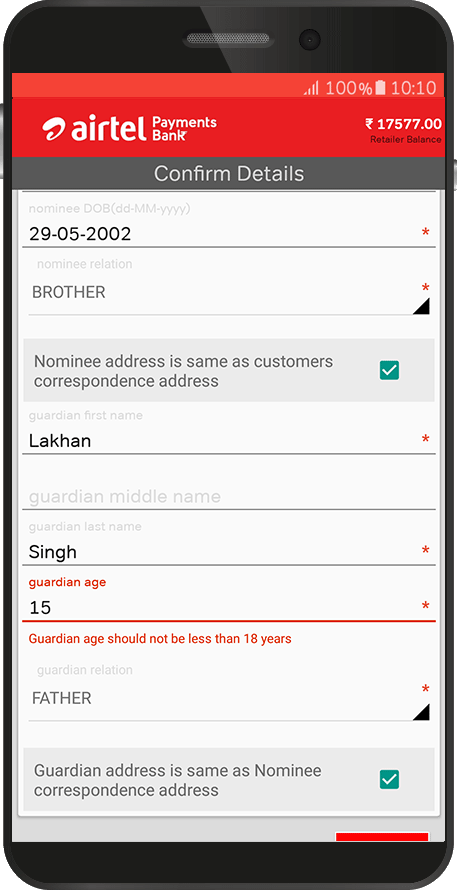 100% 10:10
airtel Payments Bank
₹ 17577.00
Retailer Balance
Confirm Details
nominee DOB(dd-MM-yyyy)
29-05-2002 *
nominee relation
BROTHER *
Nominee address is same as customers
correspondence address
guardian first name
Lakhan *
guardian middle name
guardian last name
Singh *
guardian age
15 *
Guardian age should not be less than 18 years
guardian relation
FATHER *
Guardian address is same as Nominee
correspondence address